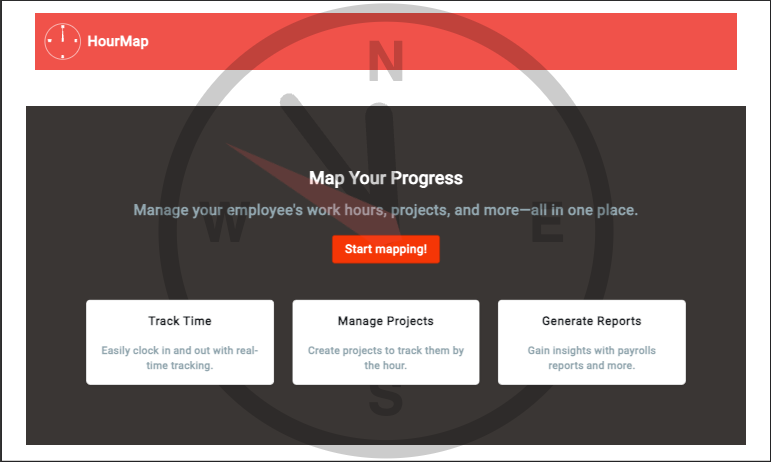 HourMap
N
Map Your Progress
Manage your employee's work hours, projects, and more—all in one place.
W
E
Start mapping!
Track Time
Easily clock in and out with real-
time tracking.
Manage Projects
Create projects to track them by
the hour.
Generate Reports
Gain insights with payrolls
reports and more.
S